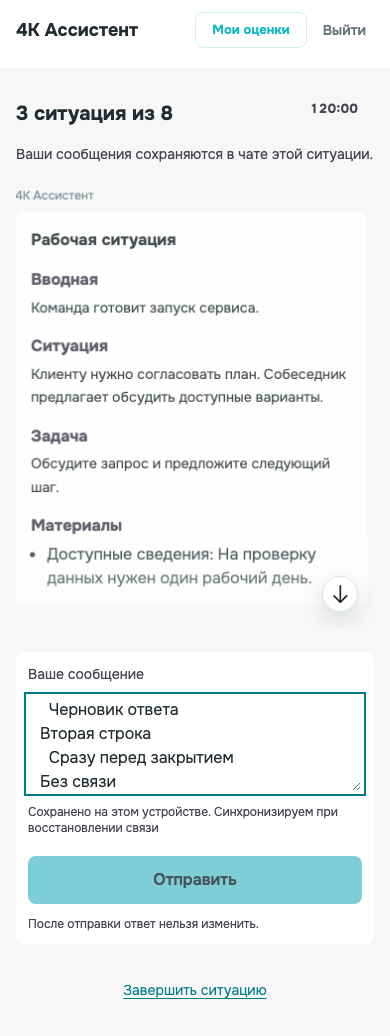 4К Ассистент
Мои оценки
Выйти
3 ситуация из 8
120:00
Ваши сообщения сохраняются в чате этой ситуации.
4К Ассистент
Рабочая ситуация
Вводная
Команда готовит запуск сервиса.
Ситуация
Клиенту нужно согласовать план. Собеседник
предлагает обсудить доступные варианты.
Задача
Обсудите запрос и предложите следующий
шаг.
Материалы
• Доступные сведения: На проверку
данных нужен один рабочий день.
Ваше сообщение
Черновик ответа
Вторая строка
Сразу перед закрытием
Без связи
Сохранено на этом устройстве. Синхронизируем при
восстановлении связи
Отправить
После отправки ответ нельзя изменить.
Завершить ситуацию